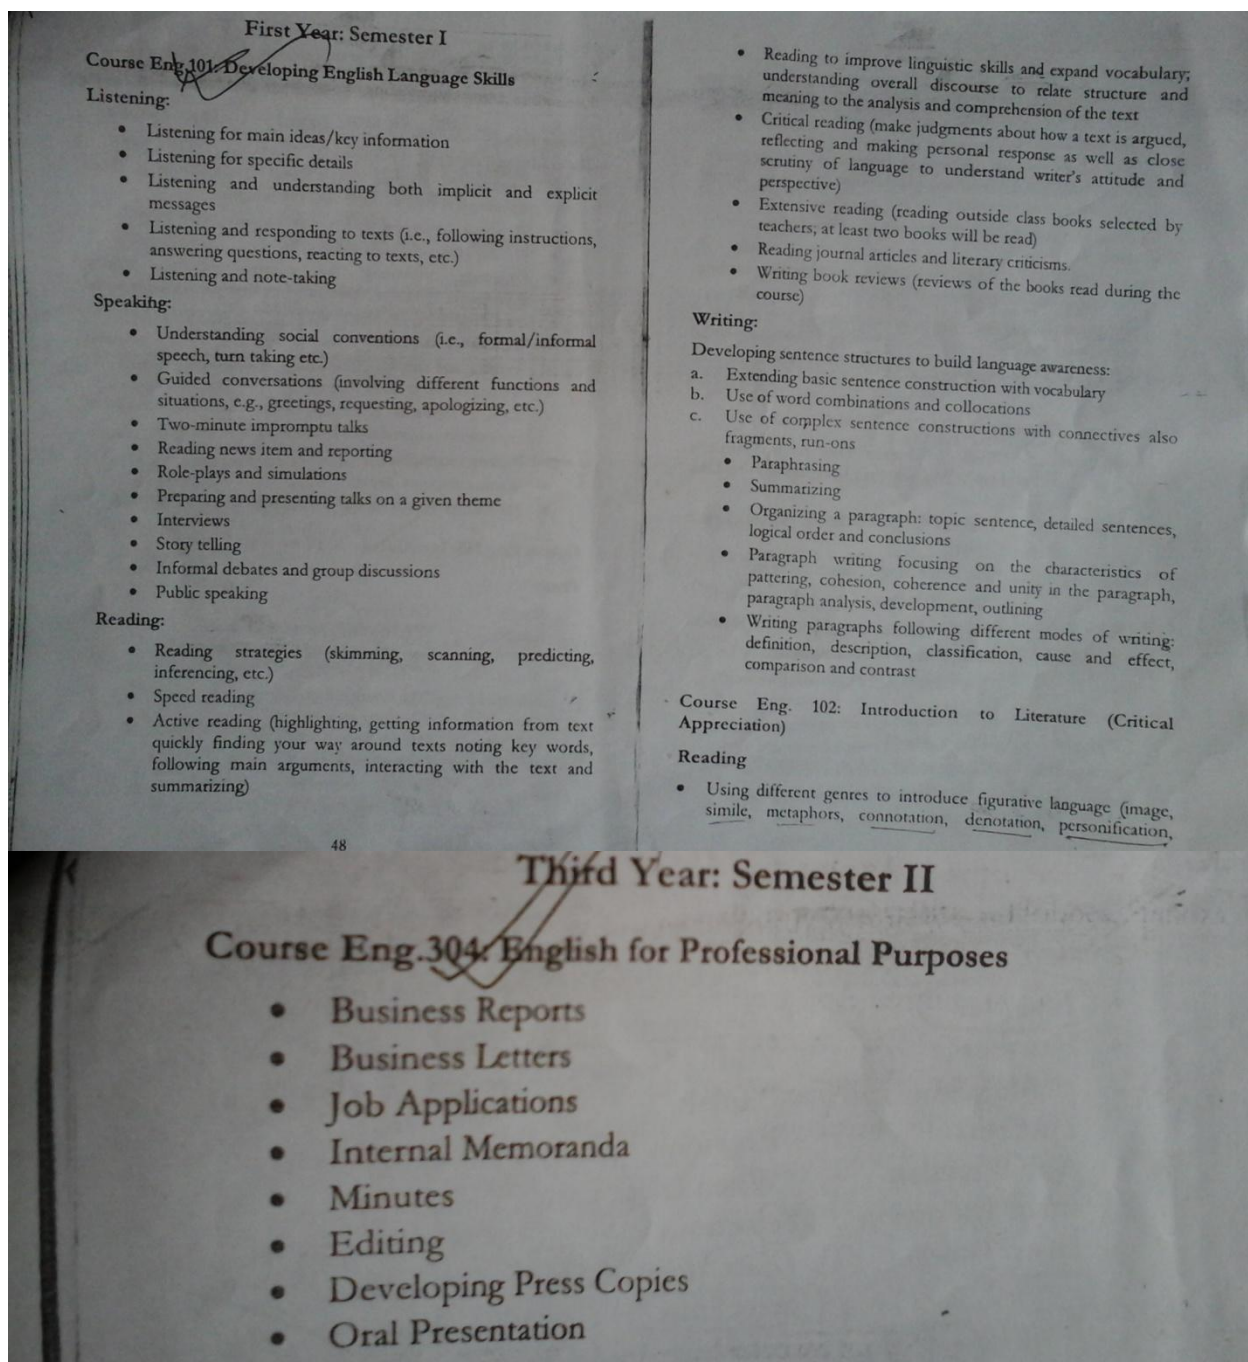 First Year: Semester I
Course Eng.101: Developing English Language Skills
Listening:
• Listening for main ideas/key information
• Listening for specific details
• Listening and understanding both implicit and explicit
messages
• Listening and responding to texts (i.e., following instructions,
answering questions, reacting to texts, etc.)
• Listening and note-taking
Speaking:
• Understanding social conventions (i.e., formal/informal
speech, turn taking etc.)
• Guided conversations (involving different functions and
situations, e.g., greetings, requesting, apologizing, etc.)
• Two-minute impromptu talks
• Reading news item and reporting
• Role-plays and simulations
• Preparing and presenting talks on a given theme
• Interviews
• Story telling
• Informal debates and group discussions
• Public speaking
Reading:
• Reading strategies (skimming, scanning, predicting,
inferencing, etc.)
• Speed reading
• Active reading (highlighting, getting information from text
quickly finding your way around texts noting key words,
following main arguments, interacting with the text and
summarizing)
48
• Reading to improve linguistic skills and expand vocabulary;
understanding overall discourse to relate structure and
meaning to the analysis and comprehension of the text
• Critical reading (make judgments about how a text is argued,
reflecting and making personal response as well as close
scrutiny of language to understand writer's attitude and
perspective)
• Extensive reading (reading outside class books selected by
teachers; at least two books will be read)
• Reading journal articles and literary criticisms.
• Writing book reviews (reviews of the books read during the
course)
Writing:
Developing sentence structures to build language awareness:
a. Extending basic sentence construction with vocabulary
b. Use of word combinations and collocations
c. Use of complex sentence constructions with connectives also
fragments, run-ons
• Paraphrasing
• Summarizing
• Organizing a paragraph: topic sentence, detailed sentences,
logical order and conclusions
• Paragraph writing focusing on the characteristics of
pattering, cohesion, coherence and unity in the paragraph,
paragraph analysis, development, outlining
• Writing paragraphs following different modes of writing:
definition, description, classification, cause and effect,
comparison and contrast
Course Eng. 102: Introduction to Literature (Critical
Appreciation)
Reading
• Using different genres to introduce figurative language (image,
simile, metaphors, connotation, denotation, personification,
Third Year: Semester II
Course Eng.304: English for Professional Purposes
• Business Reports
• Business Letters
• Job Applications
• Internal Memoranda
• Minutes
• Editing
• Developing Press Copies
• Oral Presentation